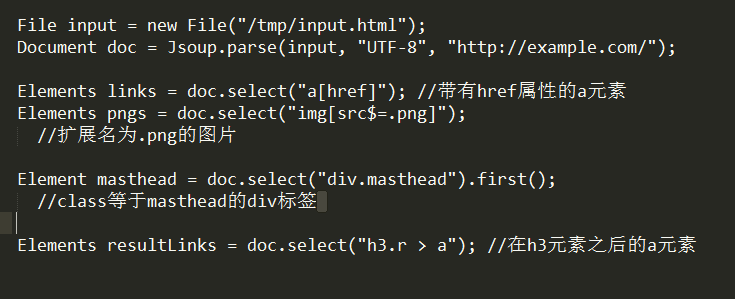 File input = new File("/tmp/input.html");
Document doc = Jsoup.parse(input, "UTF-8", "http://example.com/");
Elements links = doc.select("a[href]"); //带有href属性的a元素
Elements pngs = doc.select("img[src$=.png]");
//扩展名为.png的图片
Element masthead = doc.select("div.masthead").first();
//class等于masthead的div标签
Elements resultLinks = doc.select("h3.r > a"); //在h3元素之后的a元素